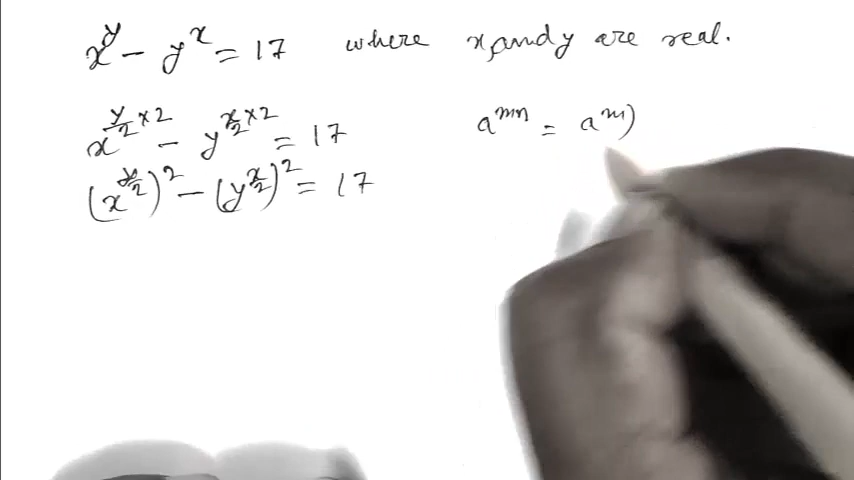 x^y - y^x = 17 where x, and y are real.
x^{y/2 × 2} - y^{x/2 × 2} = 17 a^{mn} = a^m)
(x^{y/2})^2 - (y^{x/2})^2 = 17